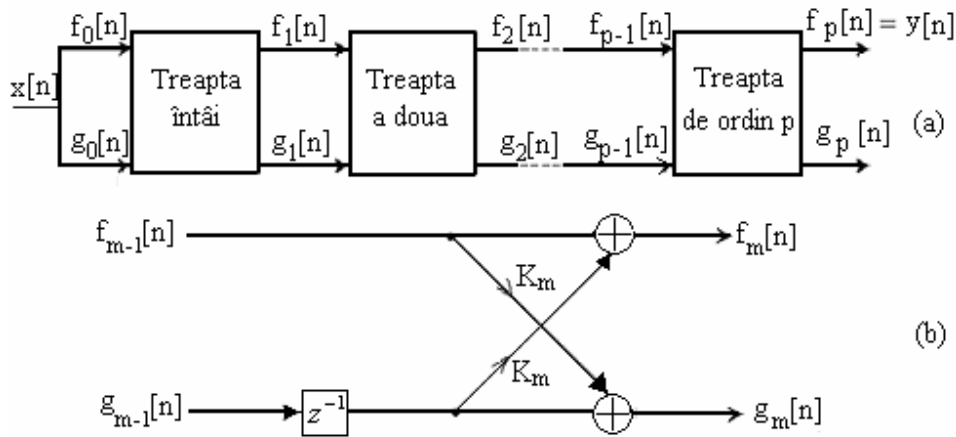 f₀[n] f₁[n] f₂[n] fₚ₋₁[n] fₚ[n] = y[n]
x[n]
Treapta întâi
Treapta a doua
Treapta de ordin p
(a)
g₀[n] g₁[n] g₂[n] gₚ₋₁[n] gₚ[n]
fₘ₋₁[n] fₘ[n]
Kₘ
(b)
Kₘ
gₘ₋₁[n] z⁻¹ gₘ[n]